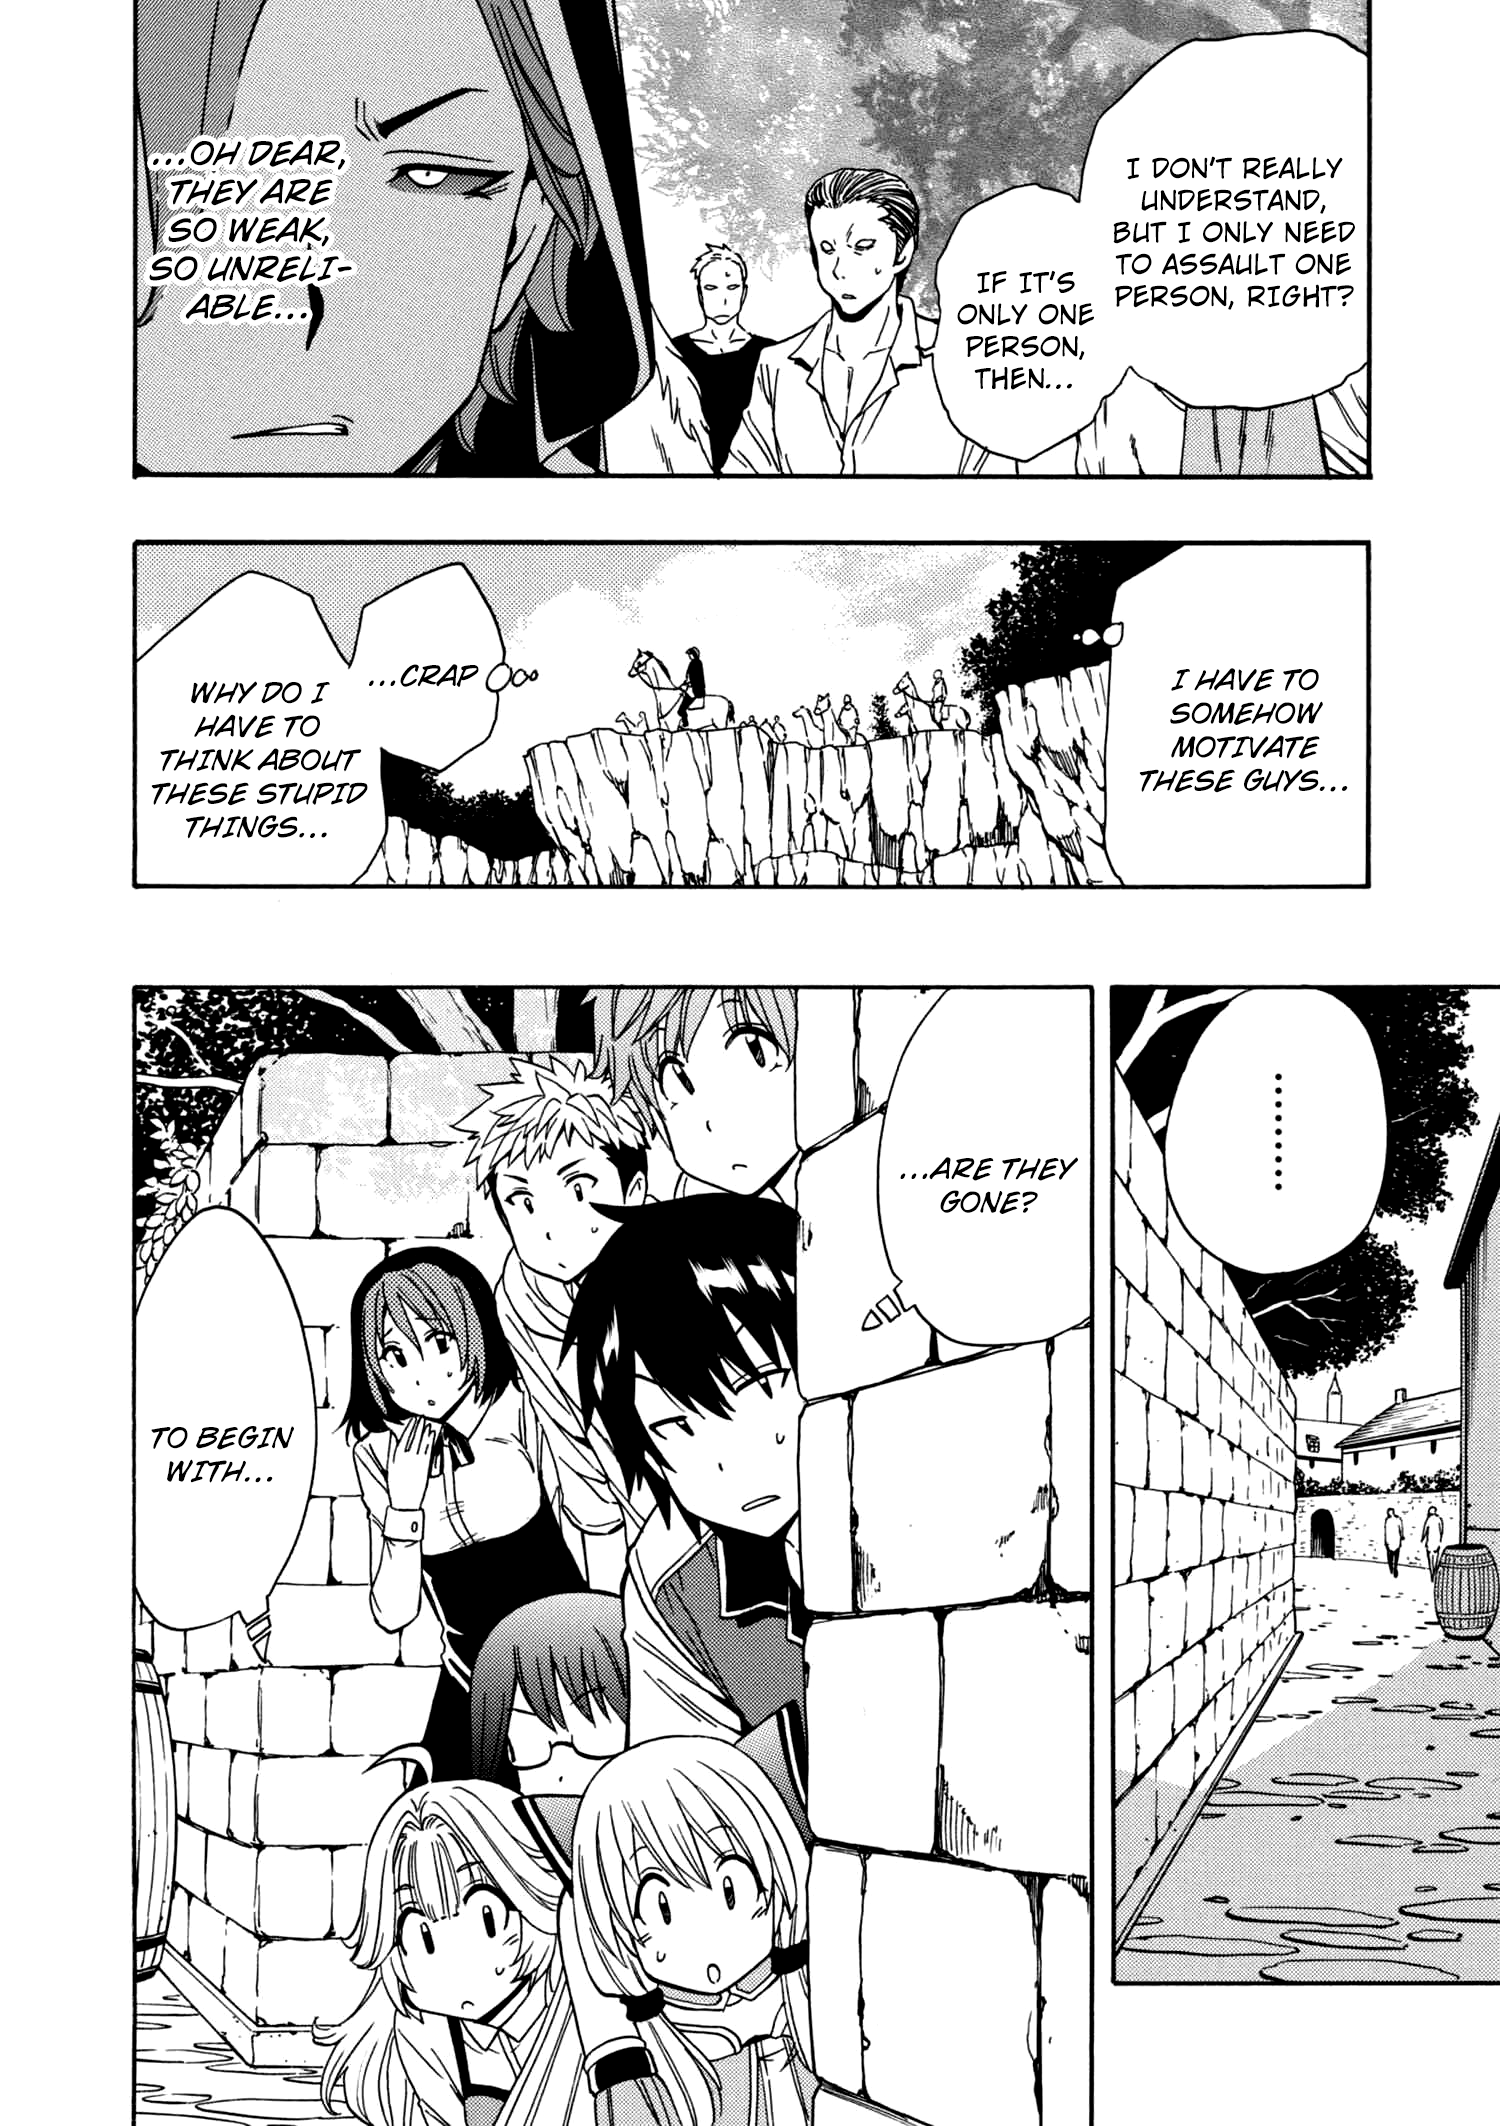 I DON'T REALLY
UNDERSTAND,
BUT I ONLY NEED
TO ASSAULT ONE
PERSON, RIGHT?
IF IT'S
ONLY ONE
PERSON,
THEN...
...OH DEAR,
THEY ARE
SO WEAK,
SO UNRELI-
ABLE...
I HAVE TO
SOMEHOW
MOTIVATE
THESE GUYS...
...CRAP
WHY DO I
HAVE TO
THINK ABOUT
THESE STUPID
THINGS...
.........
...ARE THEY
GONE?
TO BEGIN
WITH...